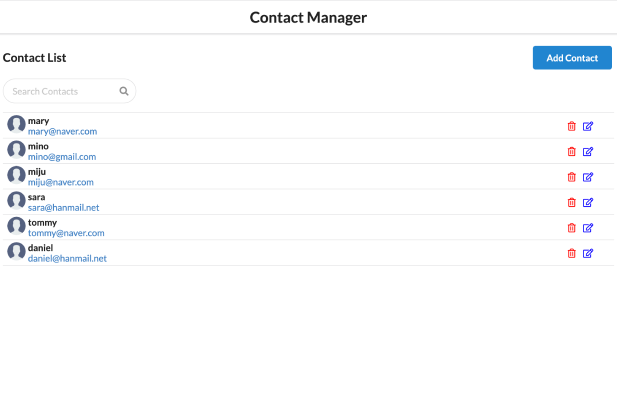 Contact Manager
Contact List
Add Contact
Search Contacts
mary
mary@naver.com
mino
mino@gmail.com
miju
miju@naver.com
sara
sara@hanmail.net
tommy
tommy@naver.com
daniel
daniel@hanmail.net